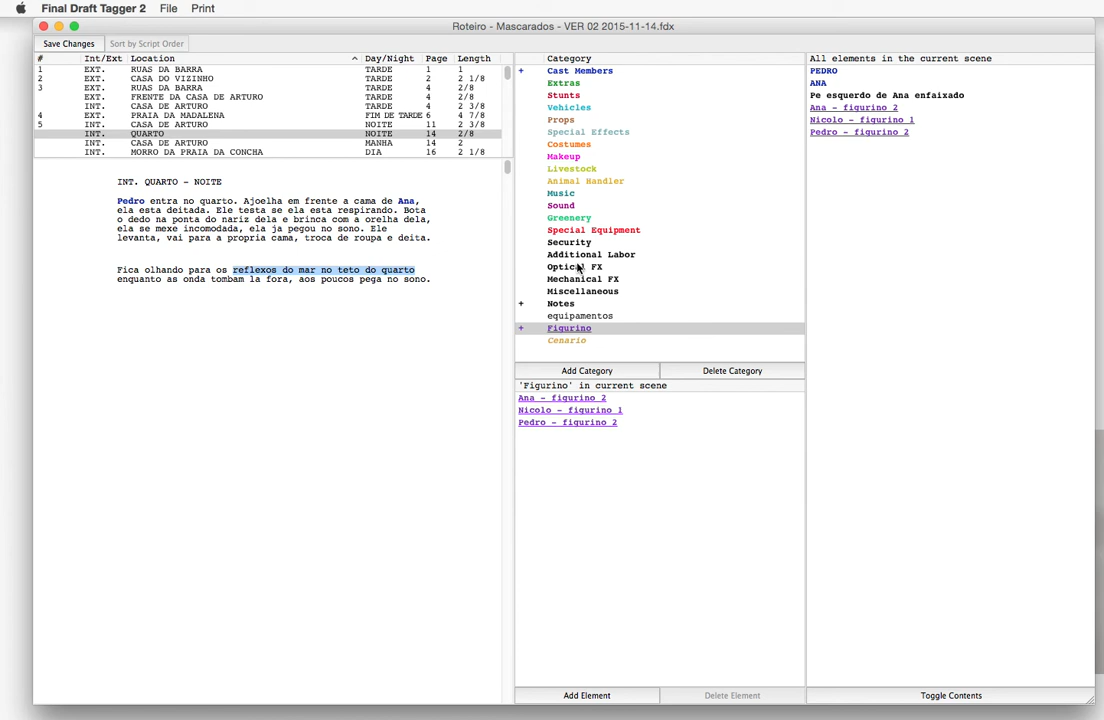 Final Draft Tagger 2 File Print
Roteiro - Mascarados - VER 02 2015-11-14.fdx
Save Changes Sort by Script Order
# Int/Ext Location Day/Night Page Length
1 EXT. RUAS DA BARRA TARDE 1 1
2 EXT. CASA DO VIZINHO TARDE 2 2 1/8
3 EXT. RUAS DA BARRA TARDE 4 2/8
EXT. FRENTE DA CASA DE ARTURO TARDE 4 2/8
INT. CASA DE ARTURO TARDE 4 2 3/8
4 EXT. PRAIA DA MADALENA FIM DE TARDE 6 4 7/8
5 INT. CASA DE ARTURO NOITE 11 2 3/8
INT. QUARTO NOITE 14 2/8
INT. CASA DE ARTURO MANHA 14 2
INT. MORRO DA PRAIA DA CONCHA DIA 16 2 1/8
INT. QUARTO - NOITE
Pedro entra no quarto. Ajoelha em frente a cama de Ana,
ela esta deitada. Ele testa se ela esta respirando. Bota
o dedo na ponta do nariz dela e brinca com a orelha dela,
ela se mexe incomodada, ela ja pegou no sono. Ele
levanta, vai para a propria cama, troca de roupa e deita.
Fica olhando para os reflexos do mar no teto do quarto
enquanto as onda tombam la fora, aos poucos pega no sono.
Category
+ Cast Members
Extras
Stunts
Vehicles
Props
Special Effects
Costumes
Makeup
Livestock
Animal Handler
Music
Sound
Greenery
Special Equipment
Security
Additional Labor
Optical FX
Mechanical FX
Miscellaneous
+ Notes
equipamentos
+ Figurino
Cenario
Add Category Delete Category
'Figurino' in current scene
Ana - figurino 2
Nicolo - figurino 1
Pedro - figurino 2
Add Element Delete Element
All elements in the current scene
PEDRO
ANA
Pe esquerdo de Ana enfaixado
Ana - figurino 2
Nicolo - figurino 1
Pedro - figurino 2
Toggle Contents